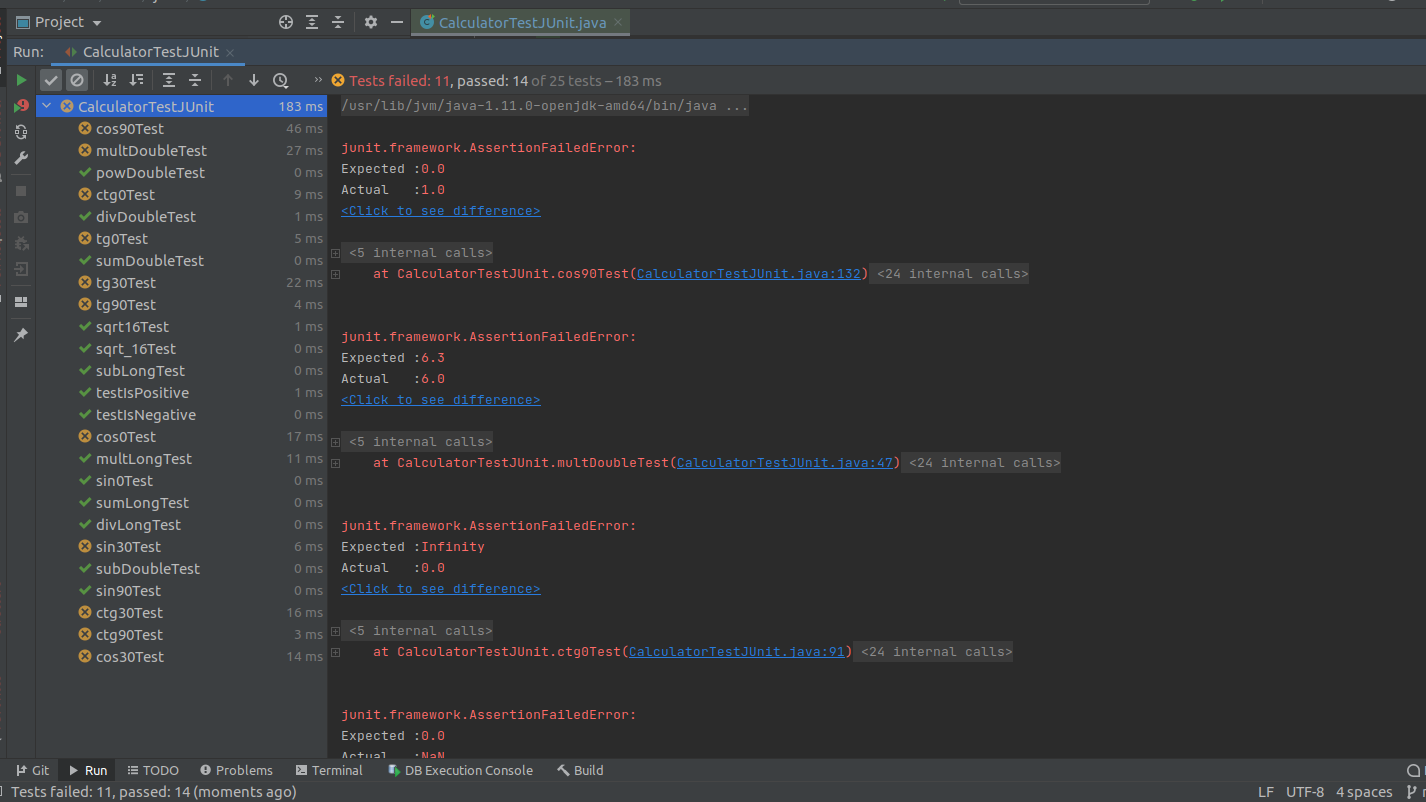 Project
CalculatorTestJUnit.java
Run: CalculatorTestJUnit
Tests failed: 11, passed: 14 of 25 tests – 183 ms
CalculatorTestJUnit 183 ms
cos90Test 46 ms
multDoubleTest 27 ms
powDoubleTest 0 ms
ctg0Test 9 ms
divDoubleTest 1 ms
tg0Test 5 ms
sumDoubleTest 0 ms
tg30Test 22 ms
tg90Test 4 ms
sqrt16Test 1 ms
sqrt_16Test 0 ms
subLongTest 0 ms
testIsPositive 1 ms
testIsNegative 0 ms
cos0Test 17 ms
multLongTest 11 ms
sin0Test 0 ms
sumLongTest 0 ms
divLongTest 0 ms
sin30Test 6 ms
subDoubleTest 0 ms
sin90Test 0 ms
ctg30Test 16 ms
ctg90Test 3 ms
cos30Test 14 ms
/usr/lib/jvm/java-1.11.0-openjdk-amd64/bin/java ...
junit.framework.AssertionFailedError:
Expected :0.0
Actual   :1.0
<Click to see difference>
<5 internal calls>
at CalculatorTestJUnit.cos90Test(CalculatorTestJUnit.java:132) <24 internal calls>
junit.framework.AssertionFailedError:
Expected :6.3
Actual   :6.0
<Click to see difference>
<5 internal calls>
at CalculatorTestJUnit.multDoubleTest(CalculatorTestJUnit.java:47) <24 internal calls>
junit.framework.AssertionFailedError:
Expected :Infinity
Actual   :0.0
<Click to see difference>
<5 internal calls>
at CalculatorTestJUnit.ctg0Test(CalculatorTestJUnit.java:91) <24 internal calls>
junit.framework.AssertionFailedError:
Expected :0.0
Actual   :NaN
Git Run TODO Problems Terminal DB Execution Console Build
Tests failed: 11, passed: 14 (moments ago) LF UTF-8 4 spaces